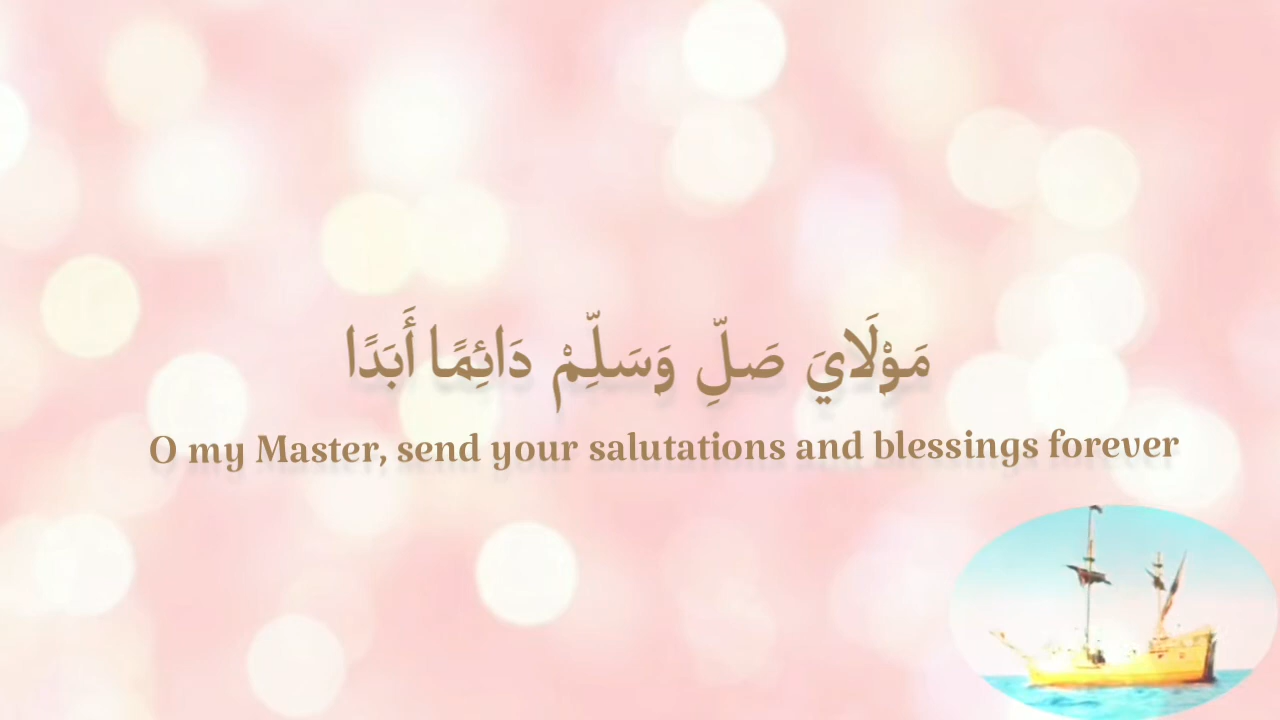 مَوْلَايَ صَلِّ وَسَلِّمْ دَائِمًا أَبَدًا
O my Master, send your salutations and blessings forever